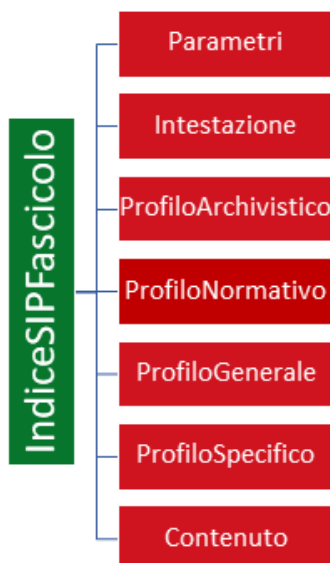 IndiceSIPFascicolo
Parametri
Intestazione
ProfiloArchivistico
ProfiloNormativo
ProfiloGenerale
ProfiloSpecifico
Contenuto